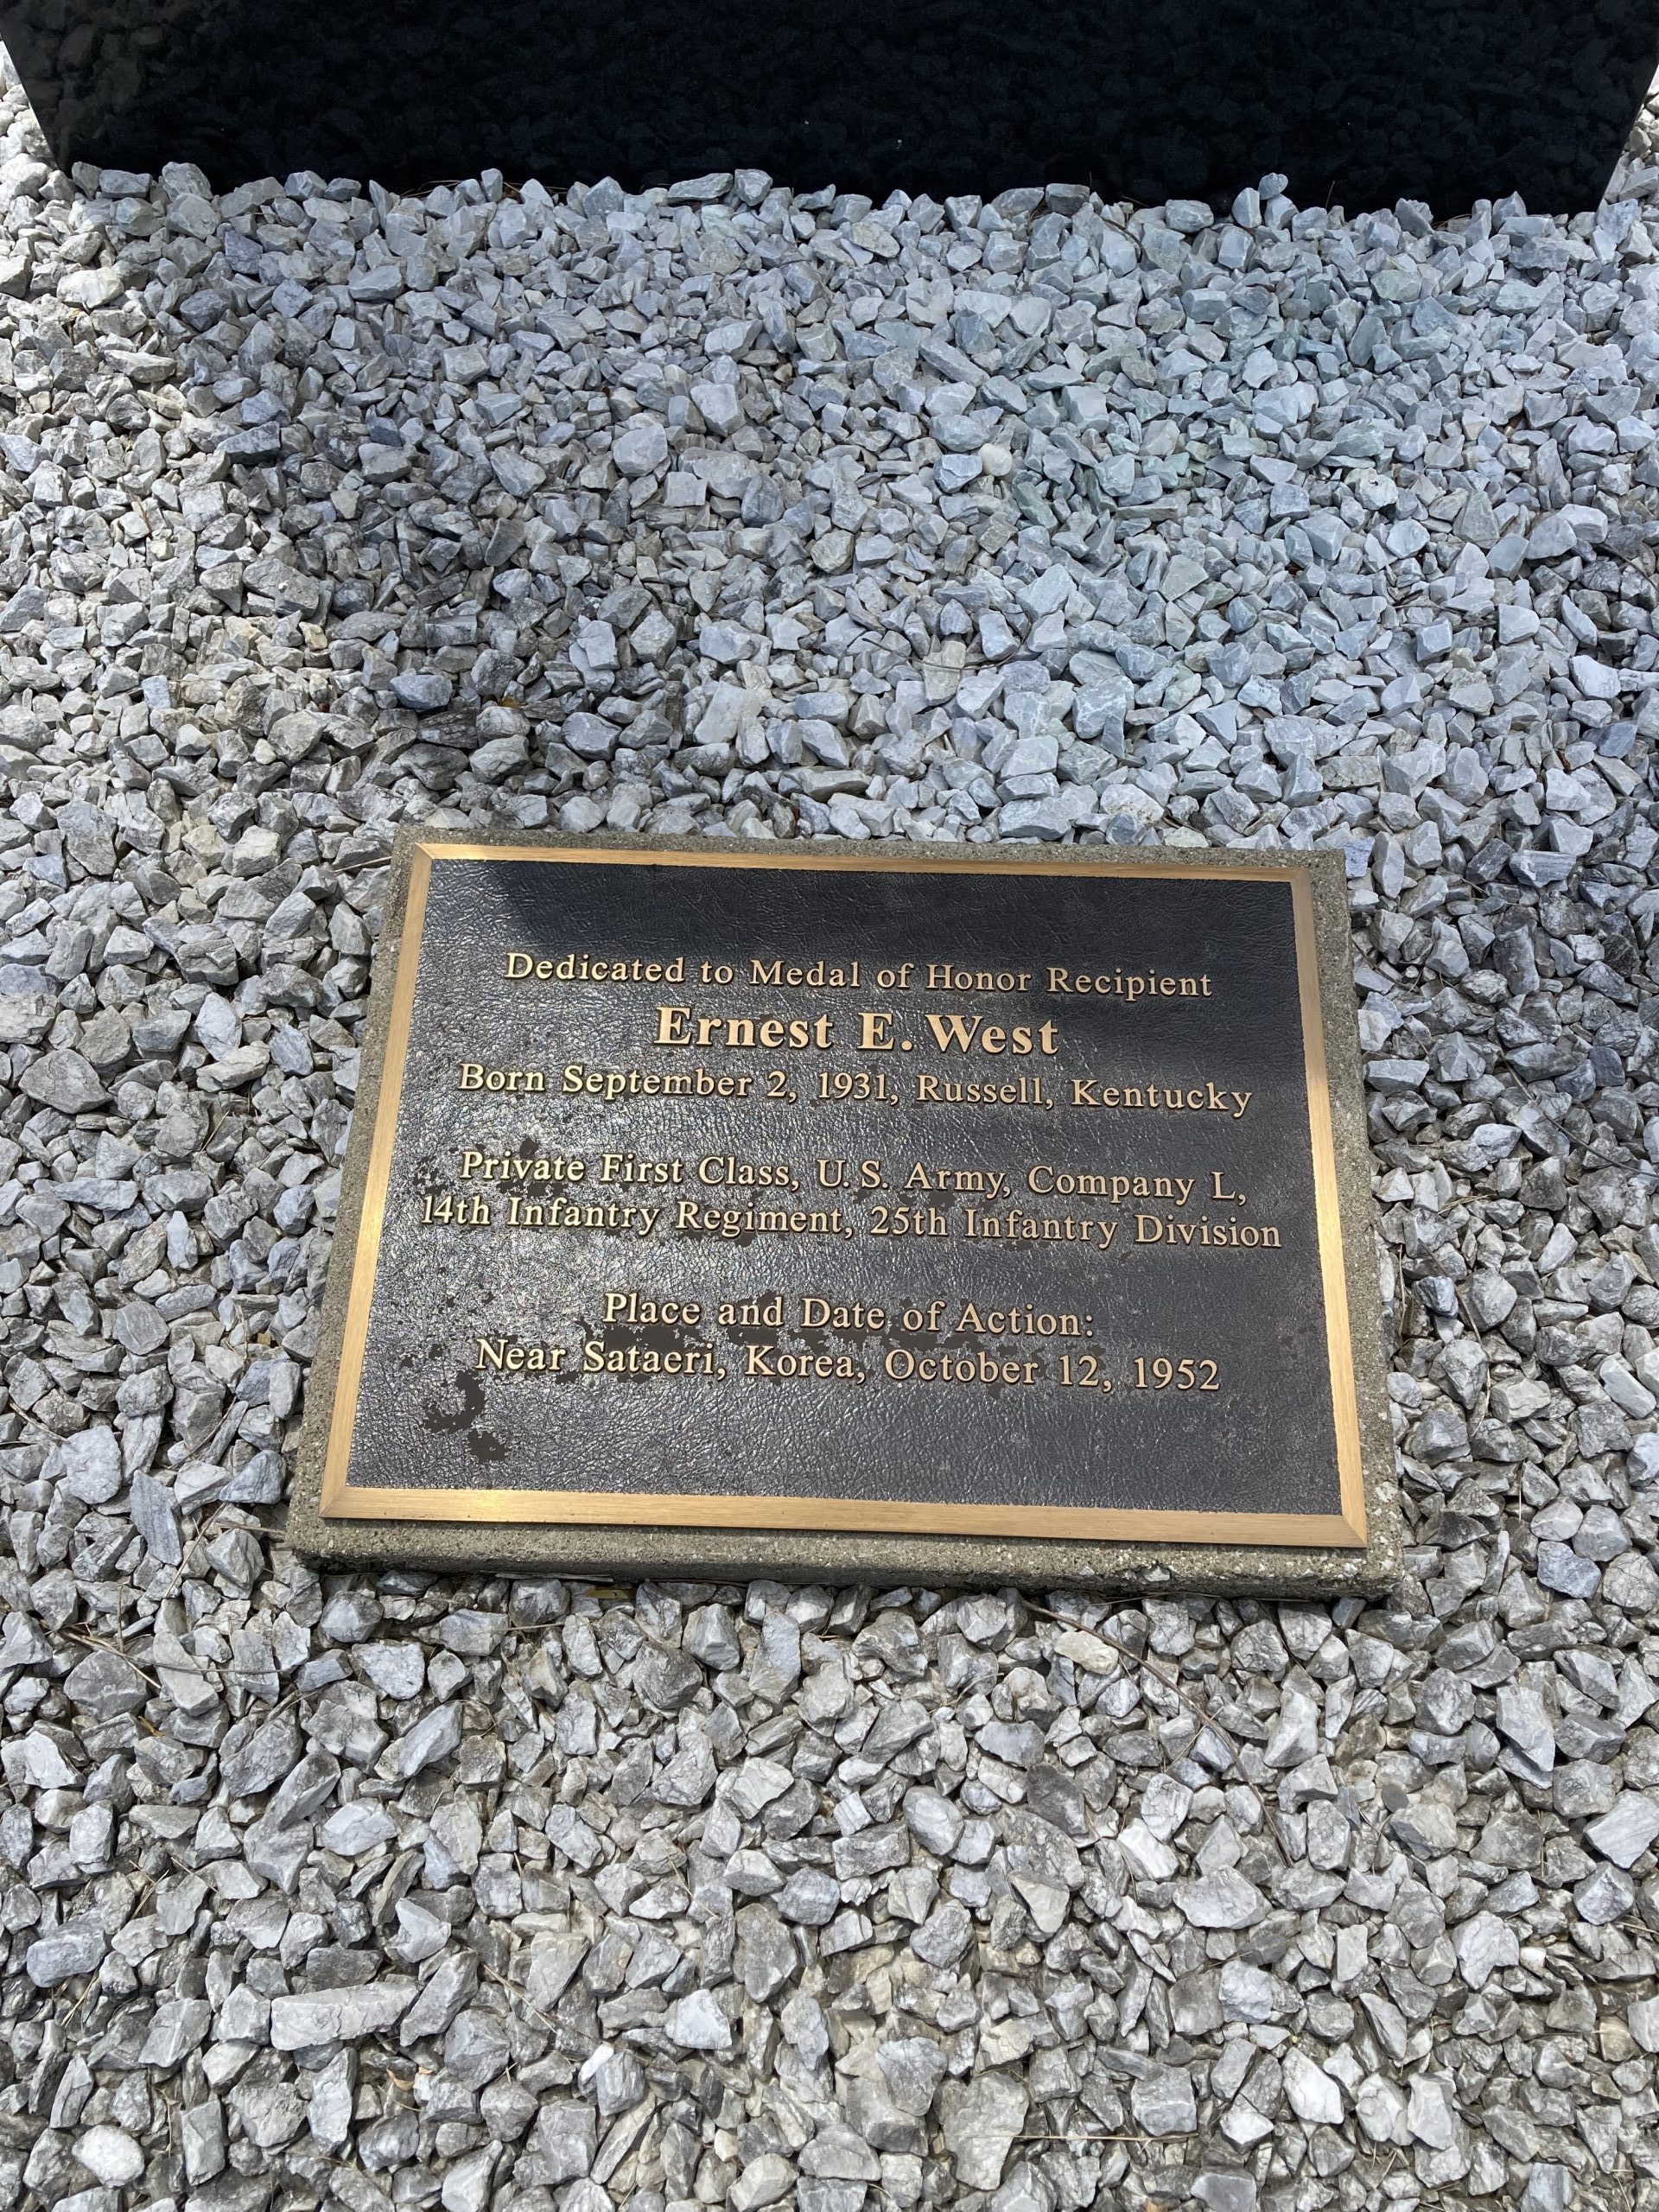 Dedicated to Medal of Honor Recipient
Ernest E. West
Born September 2, 1931, Russell, Kentucky
Private First Class, U.S. Army, Company L,
14th Infantry Regiment, 25th Infantry Division
Place and Date of Action:
Near Sataeri, Korea, October 12, 1952